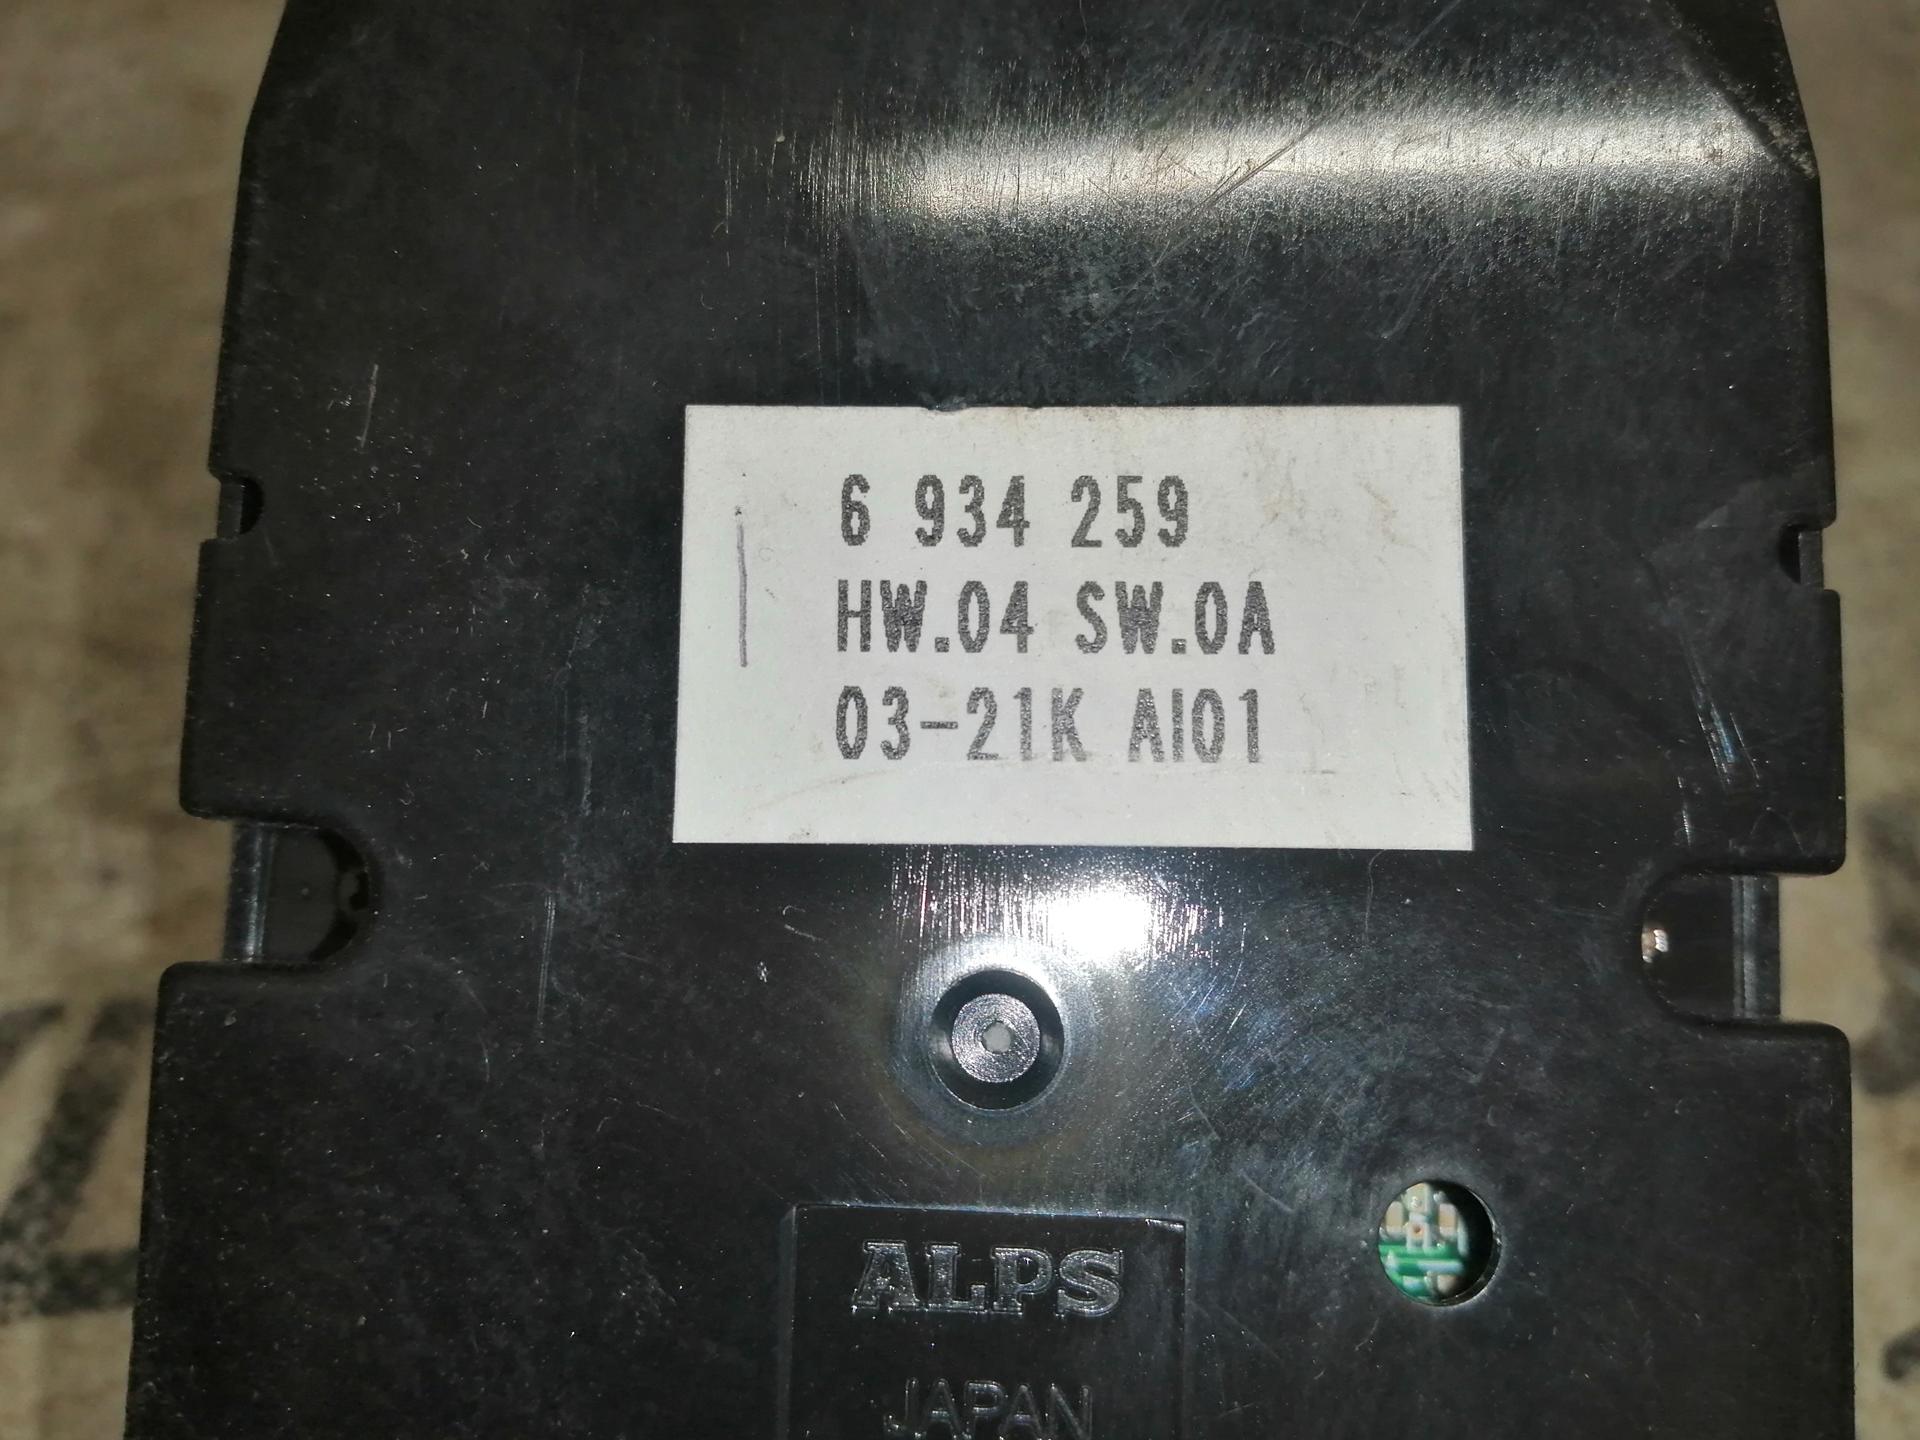 6 934 259
HW.04 SW.0A
03-21K AI01
ALPS
JAPAN